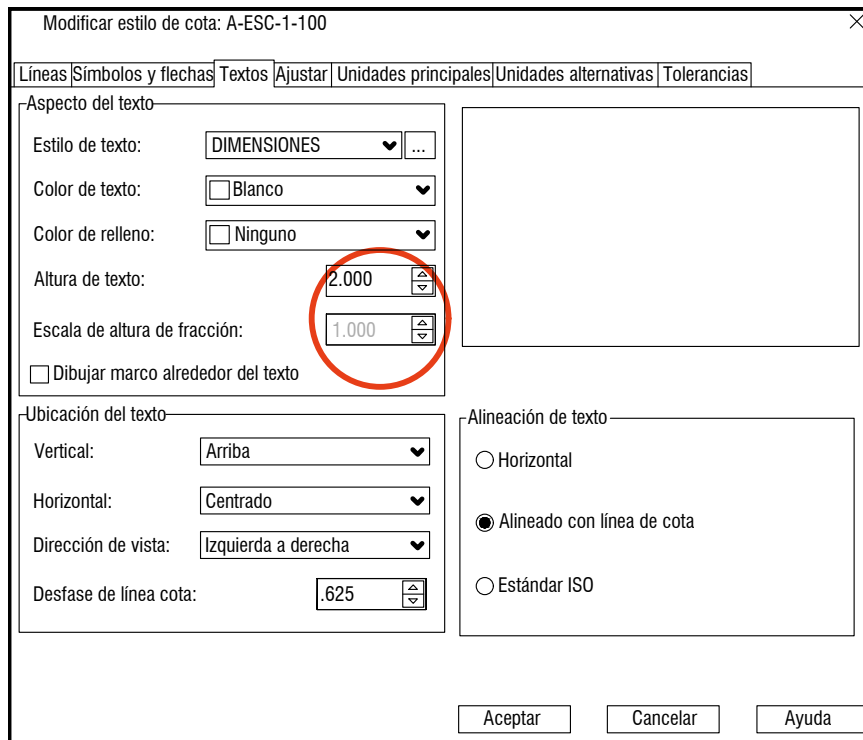 Modificar estilo de cota: A-ESC-1-100
Líneas Símbolos y flechas Textos Ajustar Unidades principales Unidades alternativas Tolerancias
Aspecto del texto
Estilo de texto: DIMENSIONES ...
Color de texto: Blanco
Color de relleno: Ninguno
Altura de texto: 2.000
Escala de altura de fracción: 1.000
Dibujar marco alrededor del texto
Ubicación del texto
Vertical: Arriba
Horizontal: Centrado
Dirección de vista: Izquierda a derecha
Desfase de línea cota: .625
Alineación de texto
Horizontal
Alineado con línea de cota
Estándar ISO
Aceptar Cancelar Ayuda